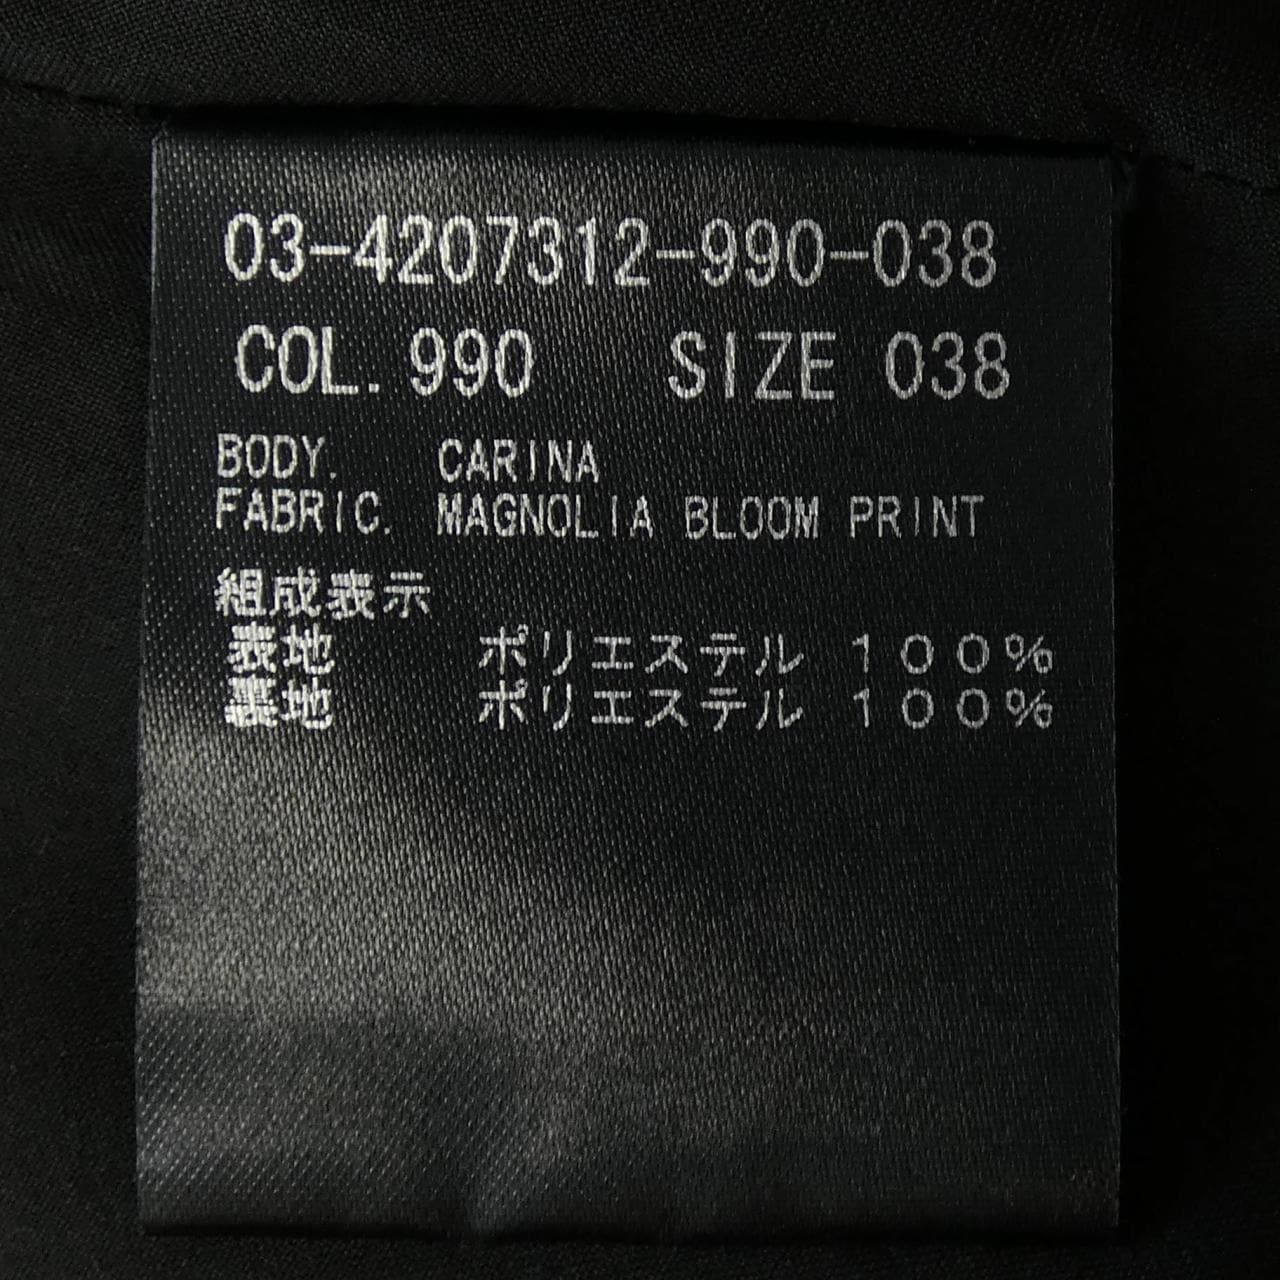 03-4207312-990-038
COL. 990 SIZE 038
BODY. CARINA
FABRIC. MAGNOLIA BLOOM PRINT
組成表示
表地 ポリエステル １００％
裏地 ポリエステル １００％